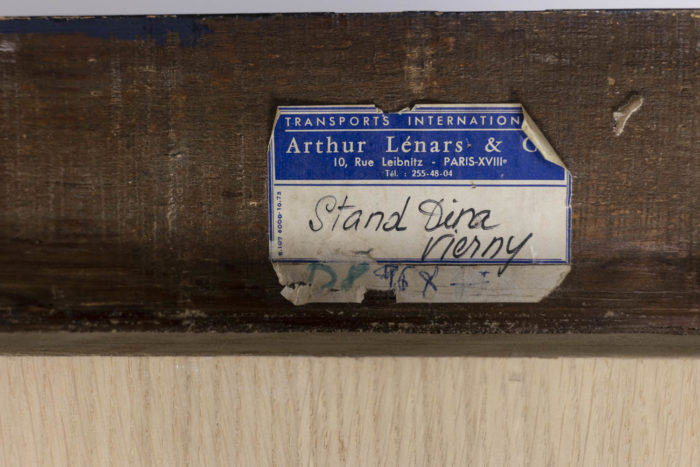 TRANSPORTS INTERNATION
Arthur Lénars & C
10, Rue Leibnitz - PARIS-XVIIIe
Tél. : 255-48-04
Stand Dina
Vierny